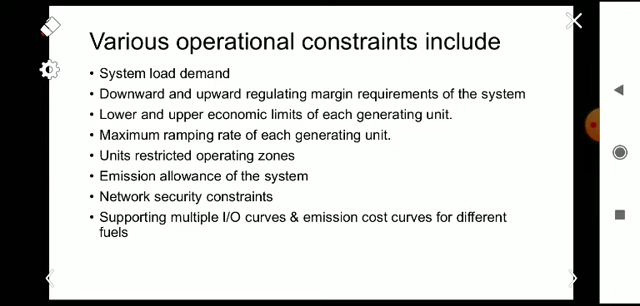 Various operational constraints include
• System load demand
• Downward and upward regulating margin requirements of the system
• Lower and upper economic limits of each generating unit.
• Maximum ramping rate of each generating unit.
• Units restricted operating zones
• Emission allowance of the system
• Network security constraints
• Supporting multiple I/O curves & emission cost curves for different
fuels